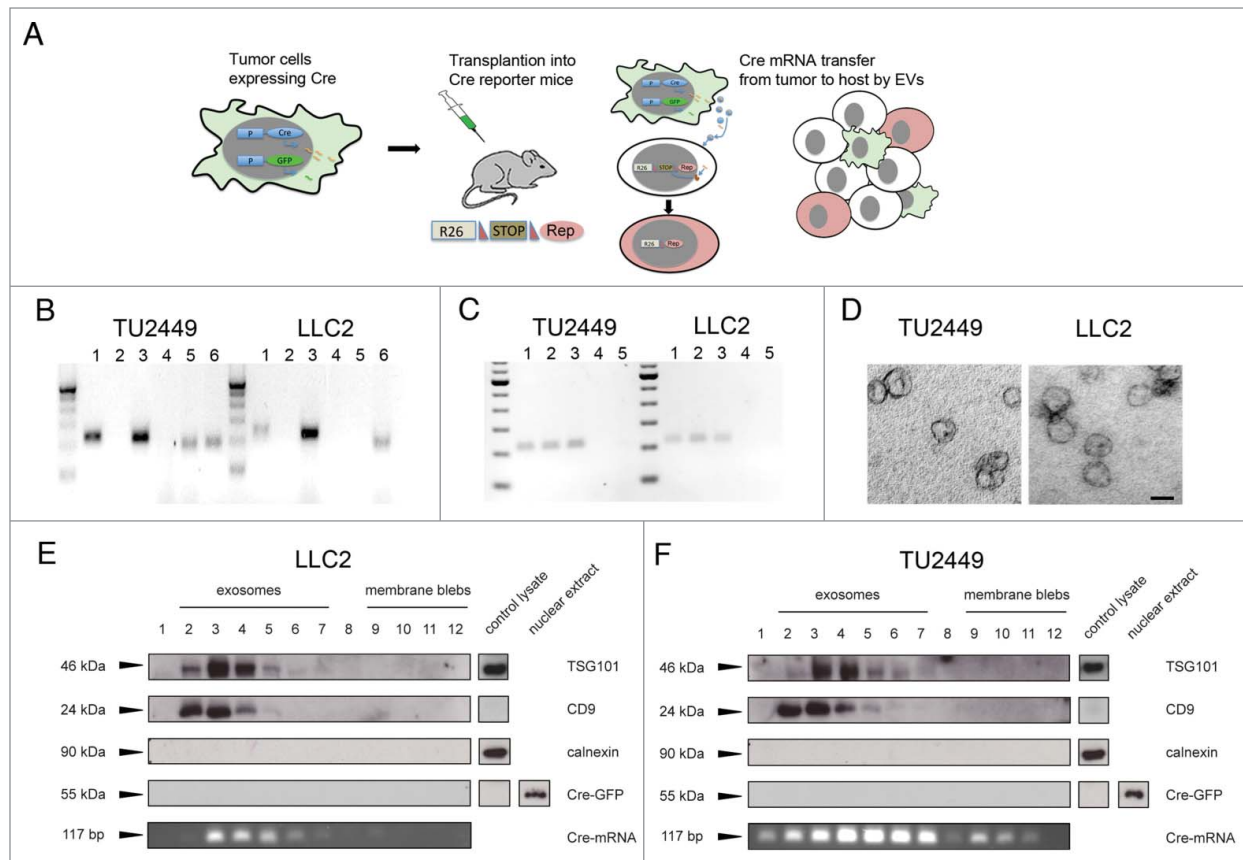 A
Tumor cells
expressing Cre
Transplantion into
Cre reporter mice
Cre mRNA transfer
from tumor to host by EVs
P Cre
P GFP
P Cre
P GFP
R26 STOP Rep
R26 STOP Rep
R26 Rep
B
TU2449 LLC2
1 2 3 4 5 6 1 2 3 4 5 6
C
TU2449 LLC2
1 2 3 4 5 1 2 3 4 5
D
TU2449 LLC2
E
LLC2
exosomes membrane blebs control lysate nuclear extract
1 2 3 4 5 6 7 8 9 10 11 12
46 kDa TSG101
24 kDa CD9
90 kDa calnexin
55 kDa Cre-GFP
117 bp Cre-mRNA
F
TU2449
exosomes membrane blebs control lysate nuclear extract
1 2 3 4 5 6 7 8 9 10 11 12
46 kDa TSG101
24 kDa CD9
90 kDa calnexin
55 kDa Cre-GFP
117 bp Cre-mRNA